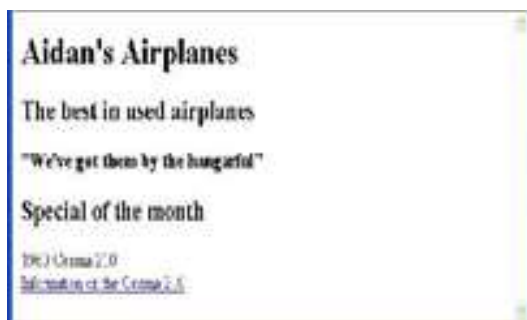 Aidan's Airplanes
The best in used airplanes
"We've got them by the hangarful"
Special of the month
Cessna
Information on the Cessna